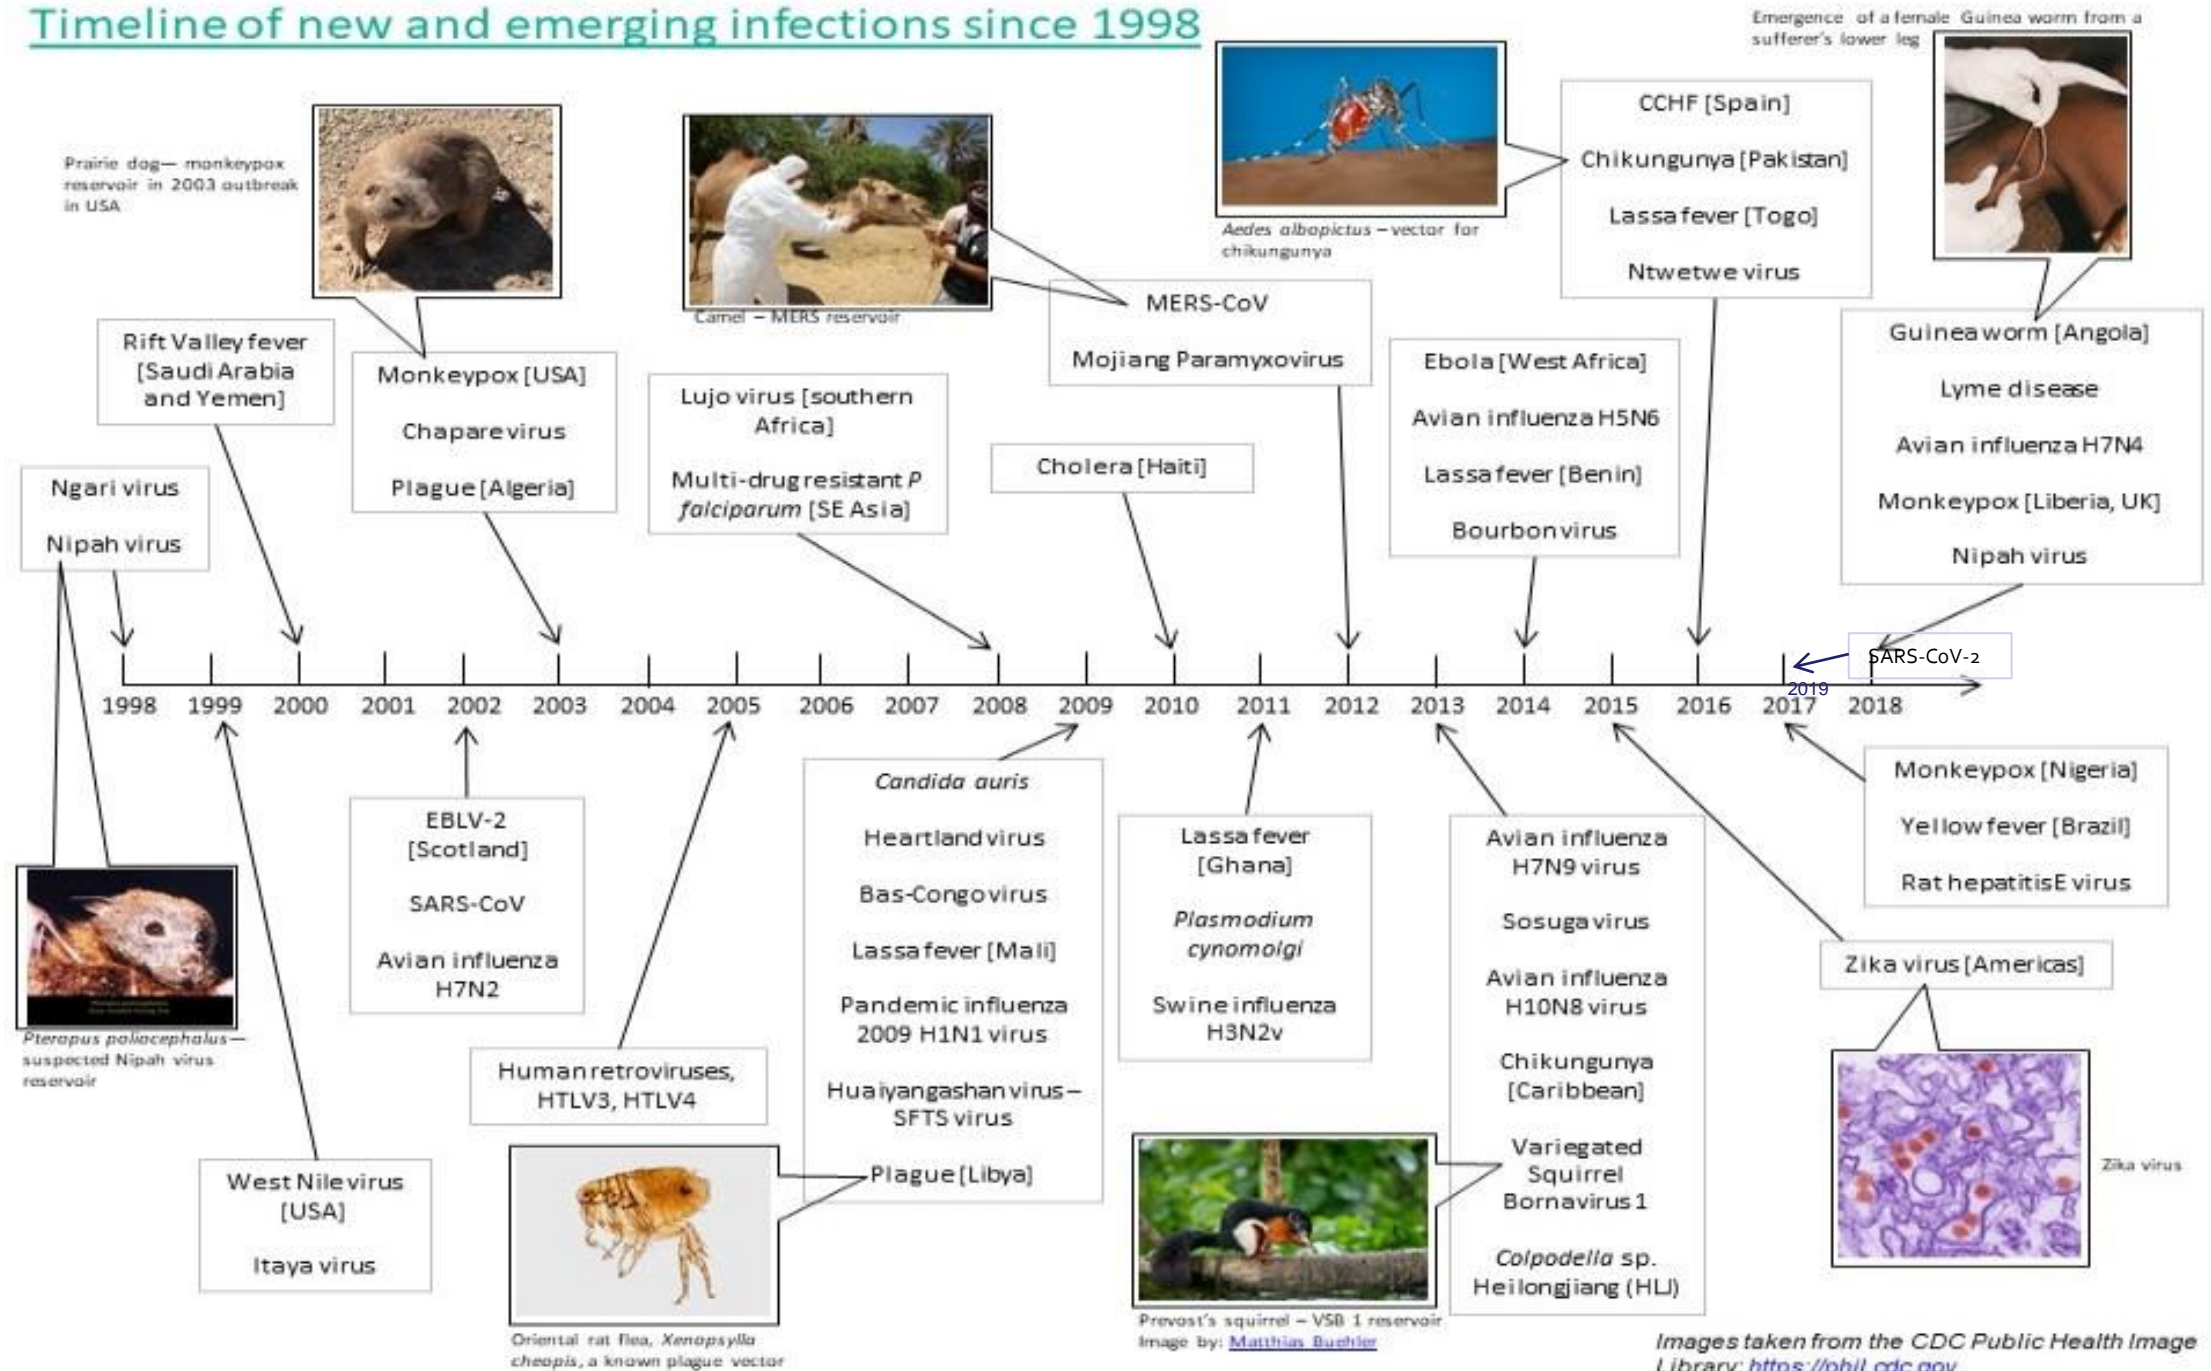 Timeline of new and emerging infections since 1998
Emergence of a female Guinea worm from a
sufferer's lower leg
Prairie dog— monkeypox
reservoir in 2003 outbreak
in USA
Camel – MERS reservoir
Aedes albopictus – vector for
chikungunya
CCHF [Spain]
Chikungunya [Pakistan]
Lassa fever [Togo]
Ntwetwe virus
Rift Valley fever
[Saudi Arabia
and Yemen]
Monkeypox [USA]
Chapare virus
Plague [Algeria]
Lujo virus [southern
Africa]
Multi-drug resistant P
falciparum [SE Asia]
MERS-CoV
Mojiang Paramyxovirus
Cholera [Haiti]
Ebola [West Africa]
Avian influenza H5N6
Lassa fever [Benin]
Bourbon virus
Guinea worm [Angola]
Lyme disease
Avian influenza H7N4
Monkeypox [Liberia, UK]
Nipah virus
Ngari virus
Nipah virus
SARS-CoV-2
2019
1998 1999 2000 2001 2002 2003 2004 2005 2006 2007 2008 2009 2010 2011 2012 2013 2014 2015 2016 2017 2018
Pteropus poliocephalus—
suspected Nipah virus
reservoir
West Nile virus
[USA]
Itaya virus
EBLV-2
[Scotland]
SARS-CoV
Avian influenza
H7N2
Human retroviruses,
HTLV3, HTLV4
Oriental rat flea, Xenopsylla
cheopis, a known plague vector
Candida auris
Heartland virus
Bas-Congo virus
Lassa fever [Mali]
Pandemic influenza
2009 H1N1 virus
Huaiyangashan virus –
SFTS virus
Plague [Libya]
Lassa fever
[Ghana]
Plasmodium
cynomolgi
Swine influenza
H3N2v
Prevost's squirrel – VSB 1 reservoir
Image by: Matthias Buehler
Avian influenza
H7N9 virus
Sosuga virus
Avian influenza
H10N8 virus
Chikungunya
[Caribbean]
Variegated
Squirrel
Bornavirus 1
Colpodella sp.
Heilongjiang (HLJ)
Monkeypox [Nigeria]
Yellow fever [Brazil]
Rat hepatitis E virus
Zika virus [Americas]
Zika virus
Images taken from the CDC Public Health Image
Library: https://phil.cdc.gov